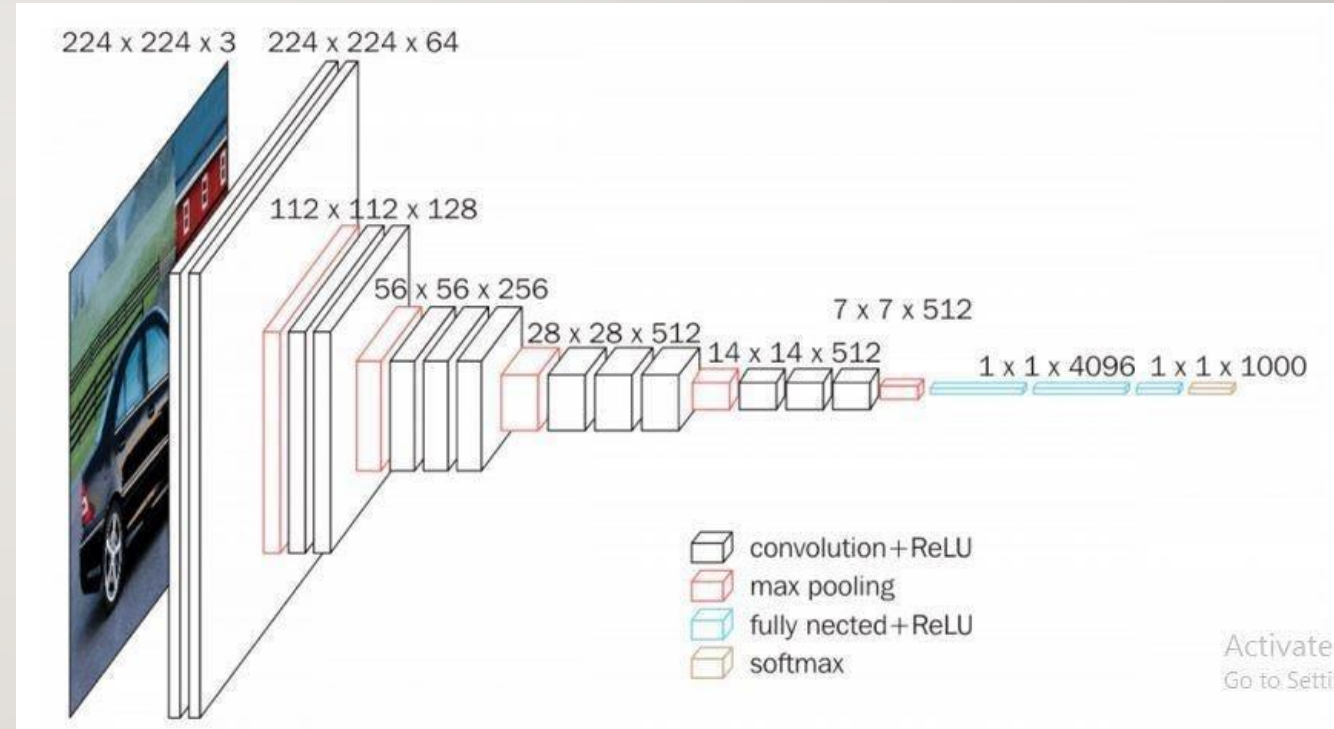 224 x 224 x 3
224 x 224 x 64
112 x 112 x 128
56 x 56 x 256
28 x 28 x 512
14 x 14 x 512
7 x 7 x 512
1 x 1 x 4096
1 x 1 x 1000
convolution+ReLU
max pooling
fully nected+ReLU
softmax
Activate
Go to Setti